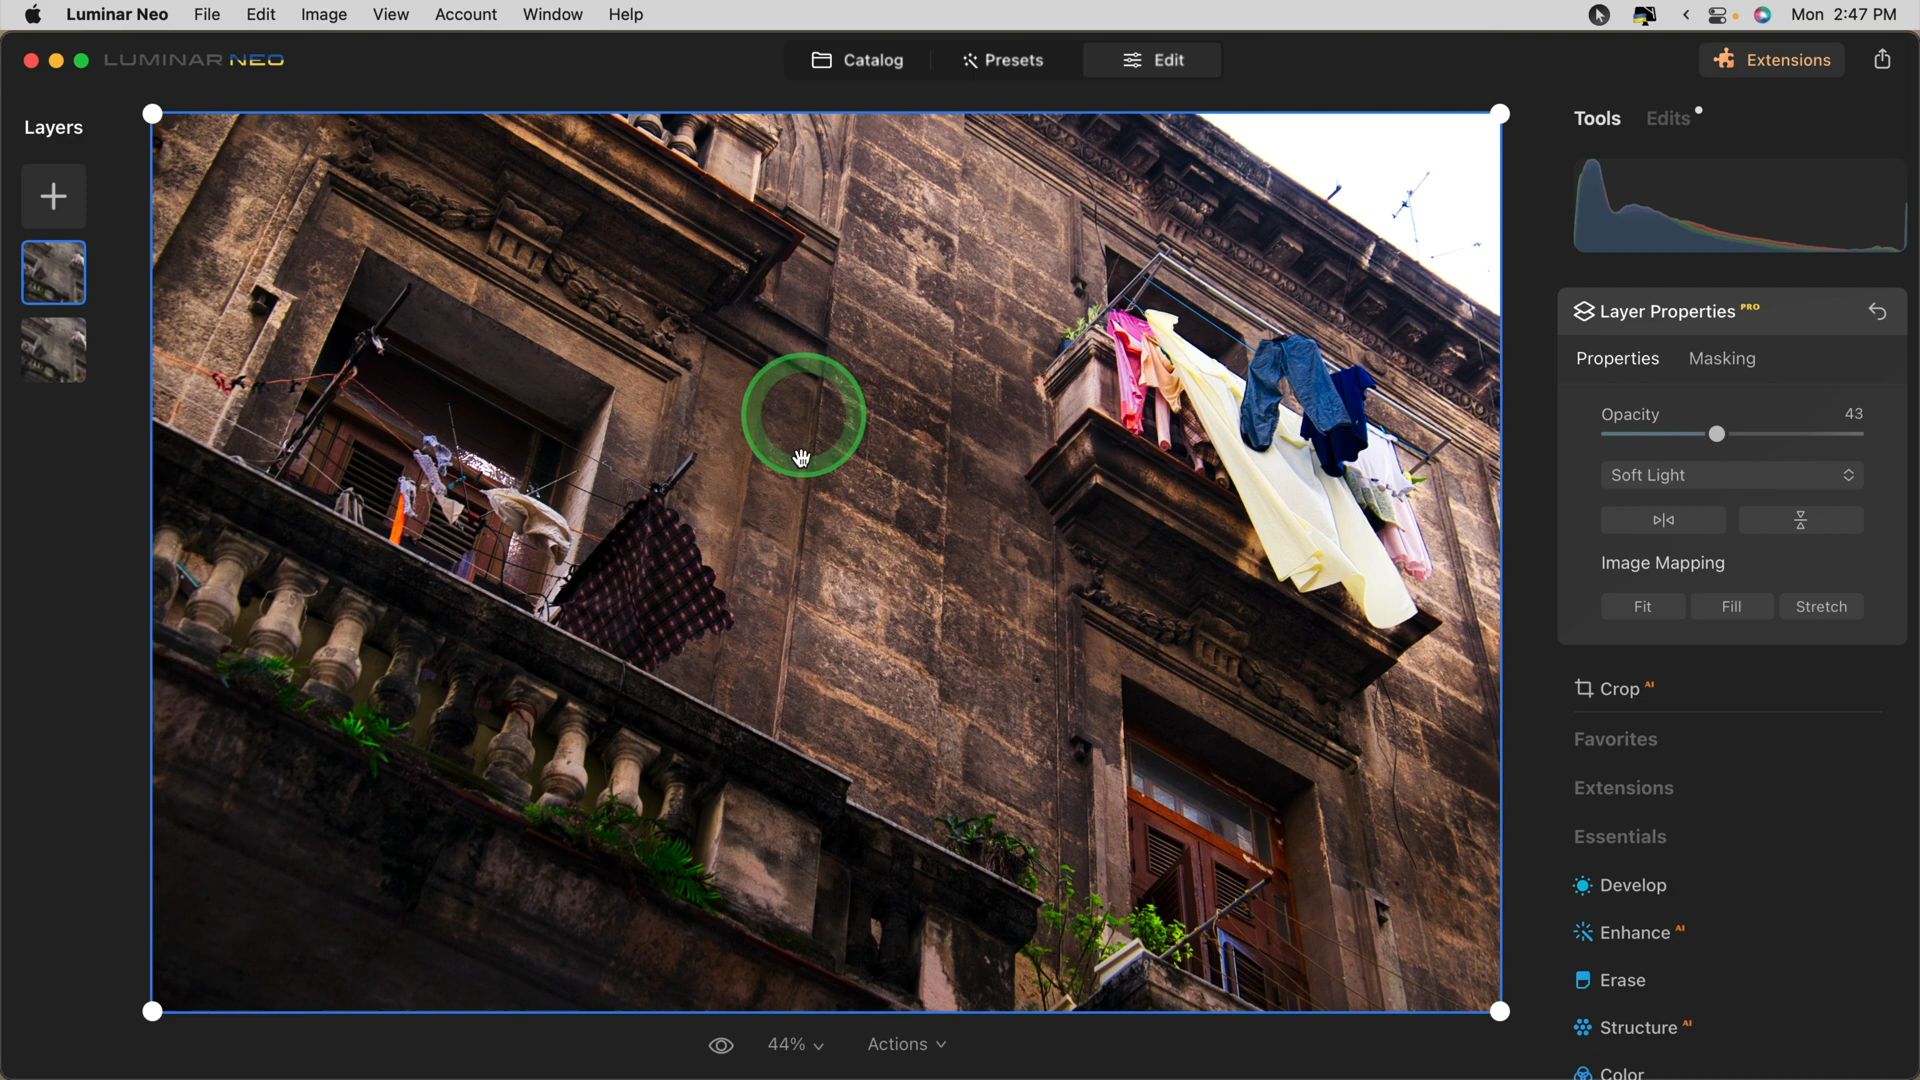 Luminar Neo File Edit Image View Account Window Help Mon 2:47 PM
LUMINAR NEO Catalog Presets Edit Extensions
Layers
Tools Edits
Layer Properties PRO
Properties Masking
Opacity 43
Soft Light
Image Mapping
Fit Fill Stretch
Crop AI
Favorites
Extensions
Essentials
Develop
Enhance AI
Erase
Structure AI
Color
44% Actions